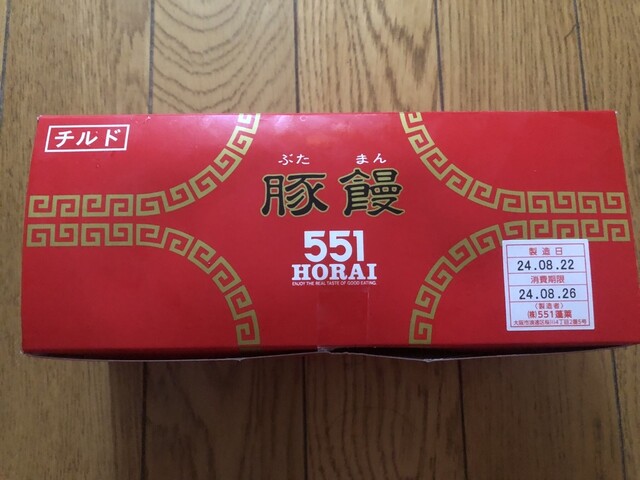 チルド
ぶた まん
豚饅
551
HORAI
ENJOY THE REAL TASTE OF GOOD EATING.
製造日
24.08.22
消費期限
24.08.26
〈製造者〉
㈱551蓬莱